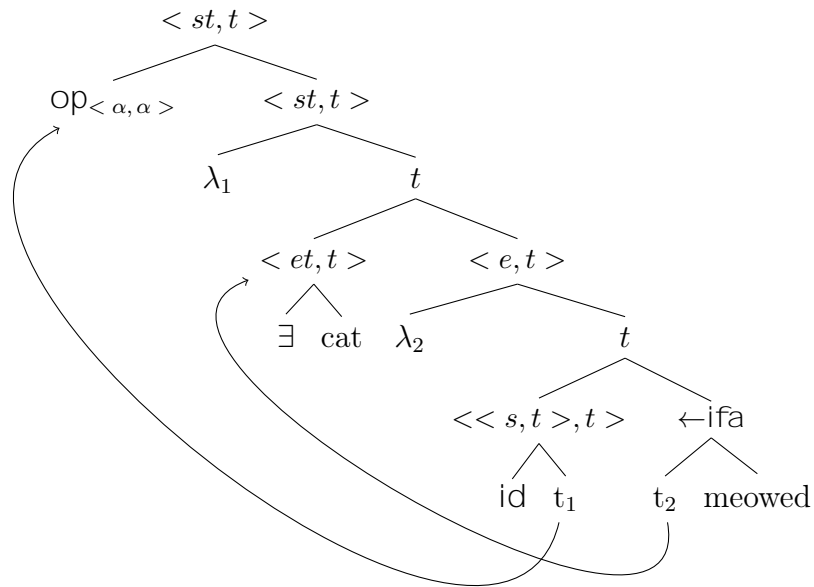 < st, t >
op< α, α > < st, t >
λ1 t
< et, t > < e, t >
∃ cat λ2 t
<< s, t >, t > ←ifa
id t1 t2 meowed